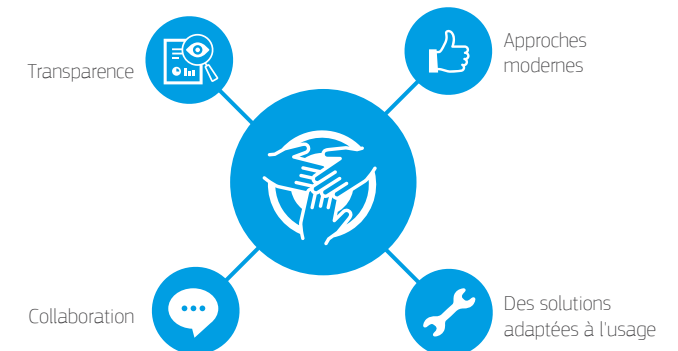 Transparence
Approches
modernes
Collaboration
Des solutions
adaptées à l'usage